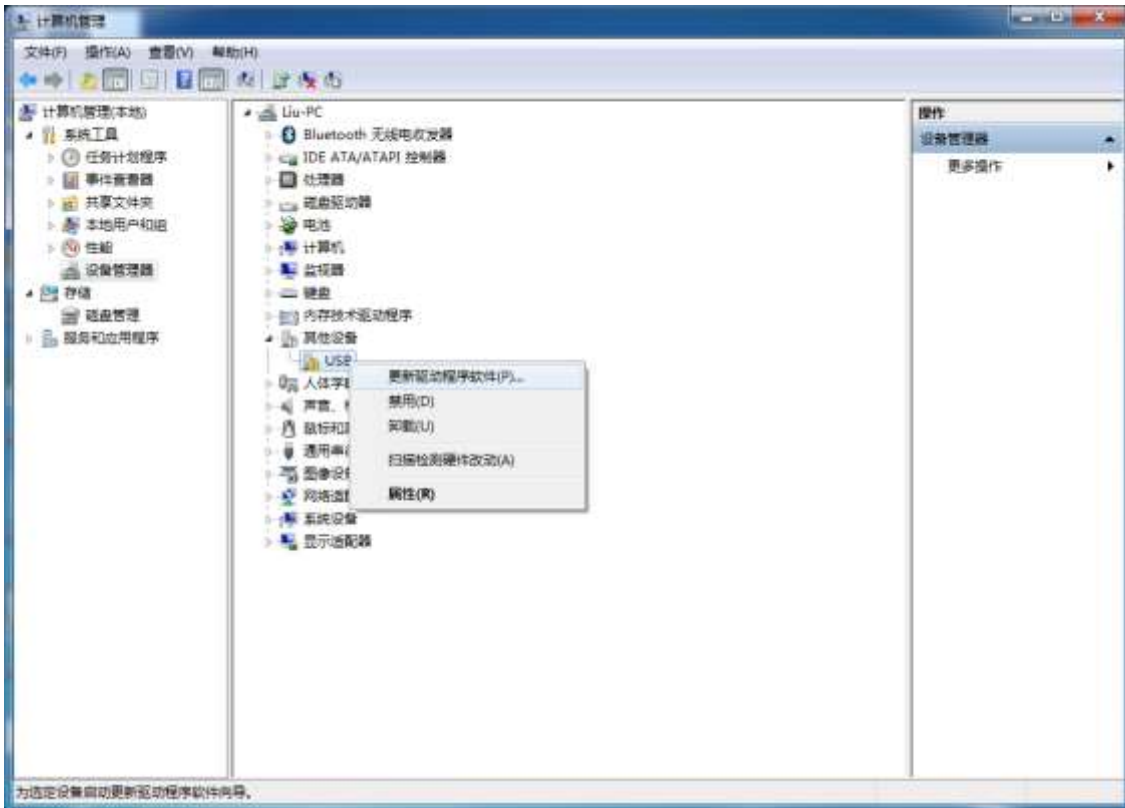 计算机管理
文件(F) 操作(A) 查看(V) 帮助(H)
计算机管理(本地)
系统工具
任务计划程序
事件查看器
共享文件夹
本地用户和组
性能
设备管理器
存储
磁盘管理
服务和应用程序
Liu-PC
Bluetooth 无线电收发器
IDE ATA/ATAPI 控制器
处理器
磁盘驱动器
电池
计算机
监视器
键盘
内存技术驱动程序
其他设备
USB
人体学
声音、
鼠标和
通用串
图像设
网络适
系统设备
显示适配器
更新驱动程序软件(P)...
禁用(D)
卸载(U)
扫描检测硬件改动(A)
属性(R)
操作
设备管理器
更多操作
为选定设备启动更新驱动程序软件向导。